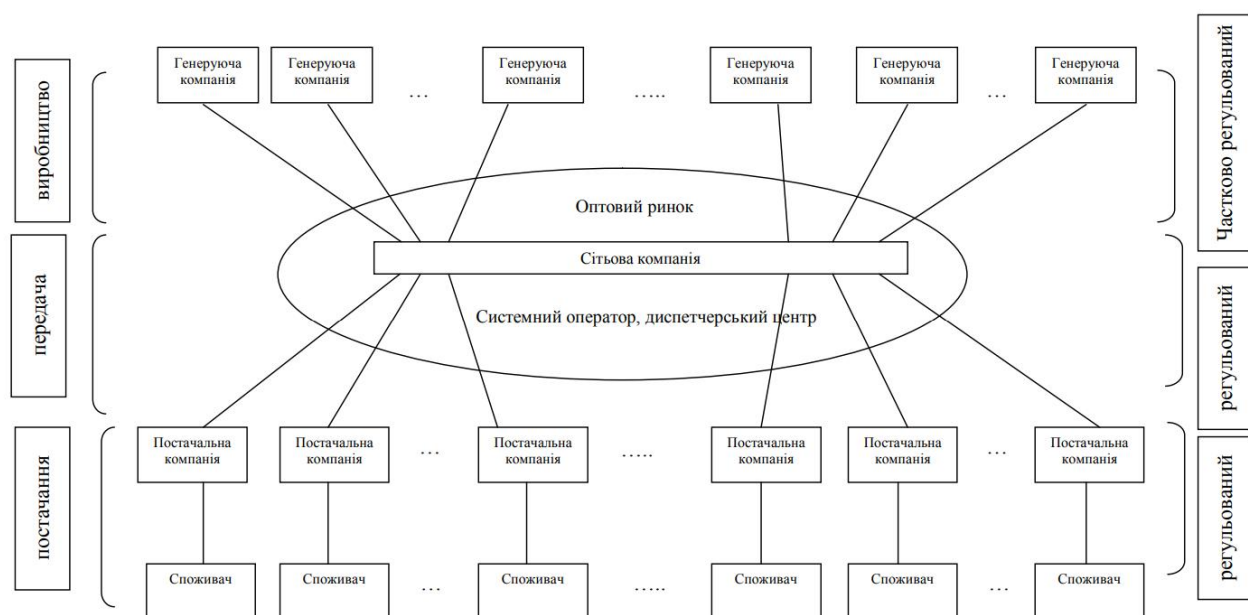 виробництво
Генеруюча
компанія
Генеруюча
компанія
...
Генеруюча
компанія
.....
Генеруюча
компанія
Генеруюча
компанія
...
Генеруюча
компанія
Частково регульований
Оптовий ринок
передача
Сітьова компанія
Системний оператор, диспетчерський центр
регульований
постачання
Постачальна
компанія
Постачальна
компанія
...
Постачальна
компанія
.....
Постачальна
компанія
Постачальна
компанія
...
Постачальна
компанія
регульований
Споживач
Споживач
...
Споживач
.....
Споживач
Споживач
...
Споживач